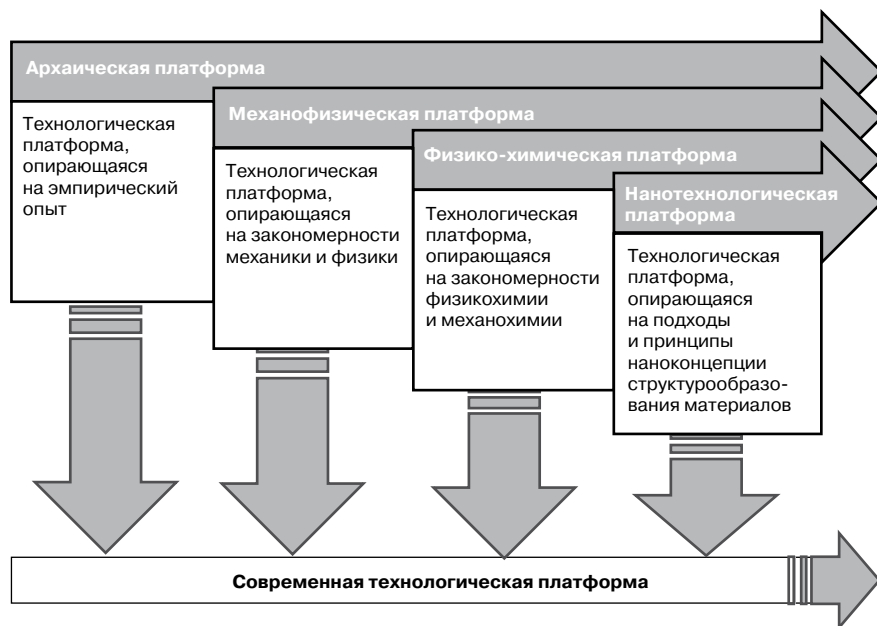 Архаическая платформа
Технологическая
платформа,
опирающаяся
на эмпирический
опыт
Механофизическая платформа
Технологическая
платформа,
опирающаяся
на закономерности
механики и физики
Физико-химическая платформа
Технологическая
платформа,
опирающаяся
на закономерности
физикохимии
и механохимии
Нанотехнологическая
платформа
Технологическая
платформа,
опирающаяся
на подходы
и принципы
наноконцепции
структурообразо-
вания материалов
Современная технологическая платформа